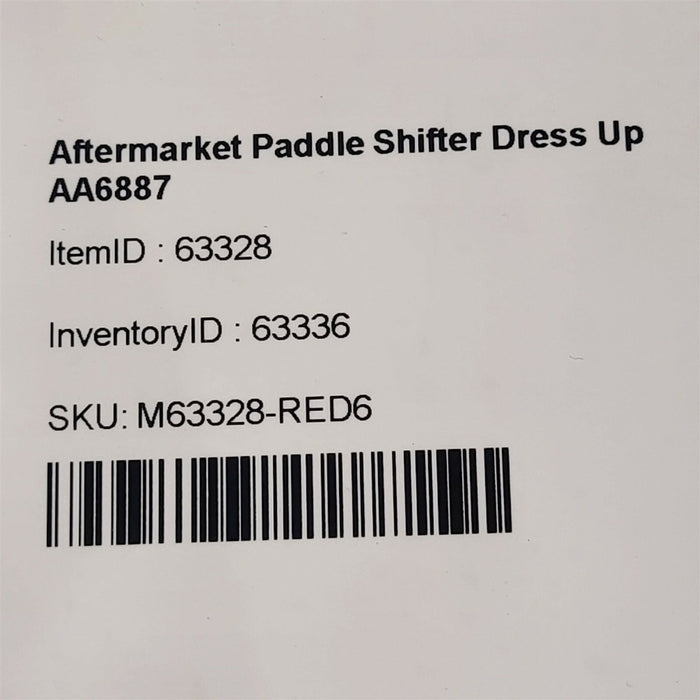 Aftermarket Paddle Shifter Dress Up
AA6887
ItemID : 63328
InventoryID : 63336
SKU: M63328-RED6